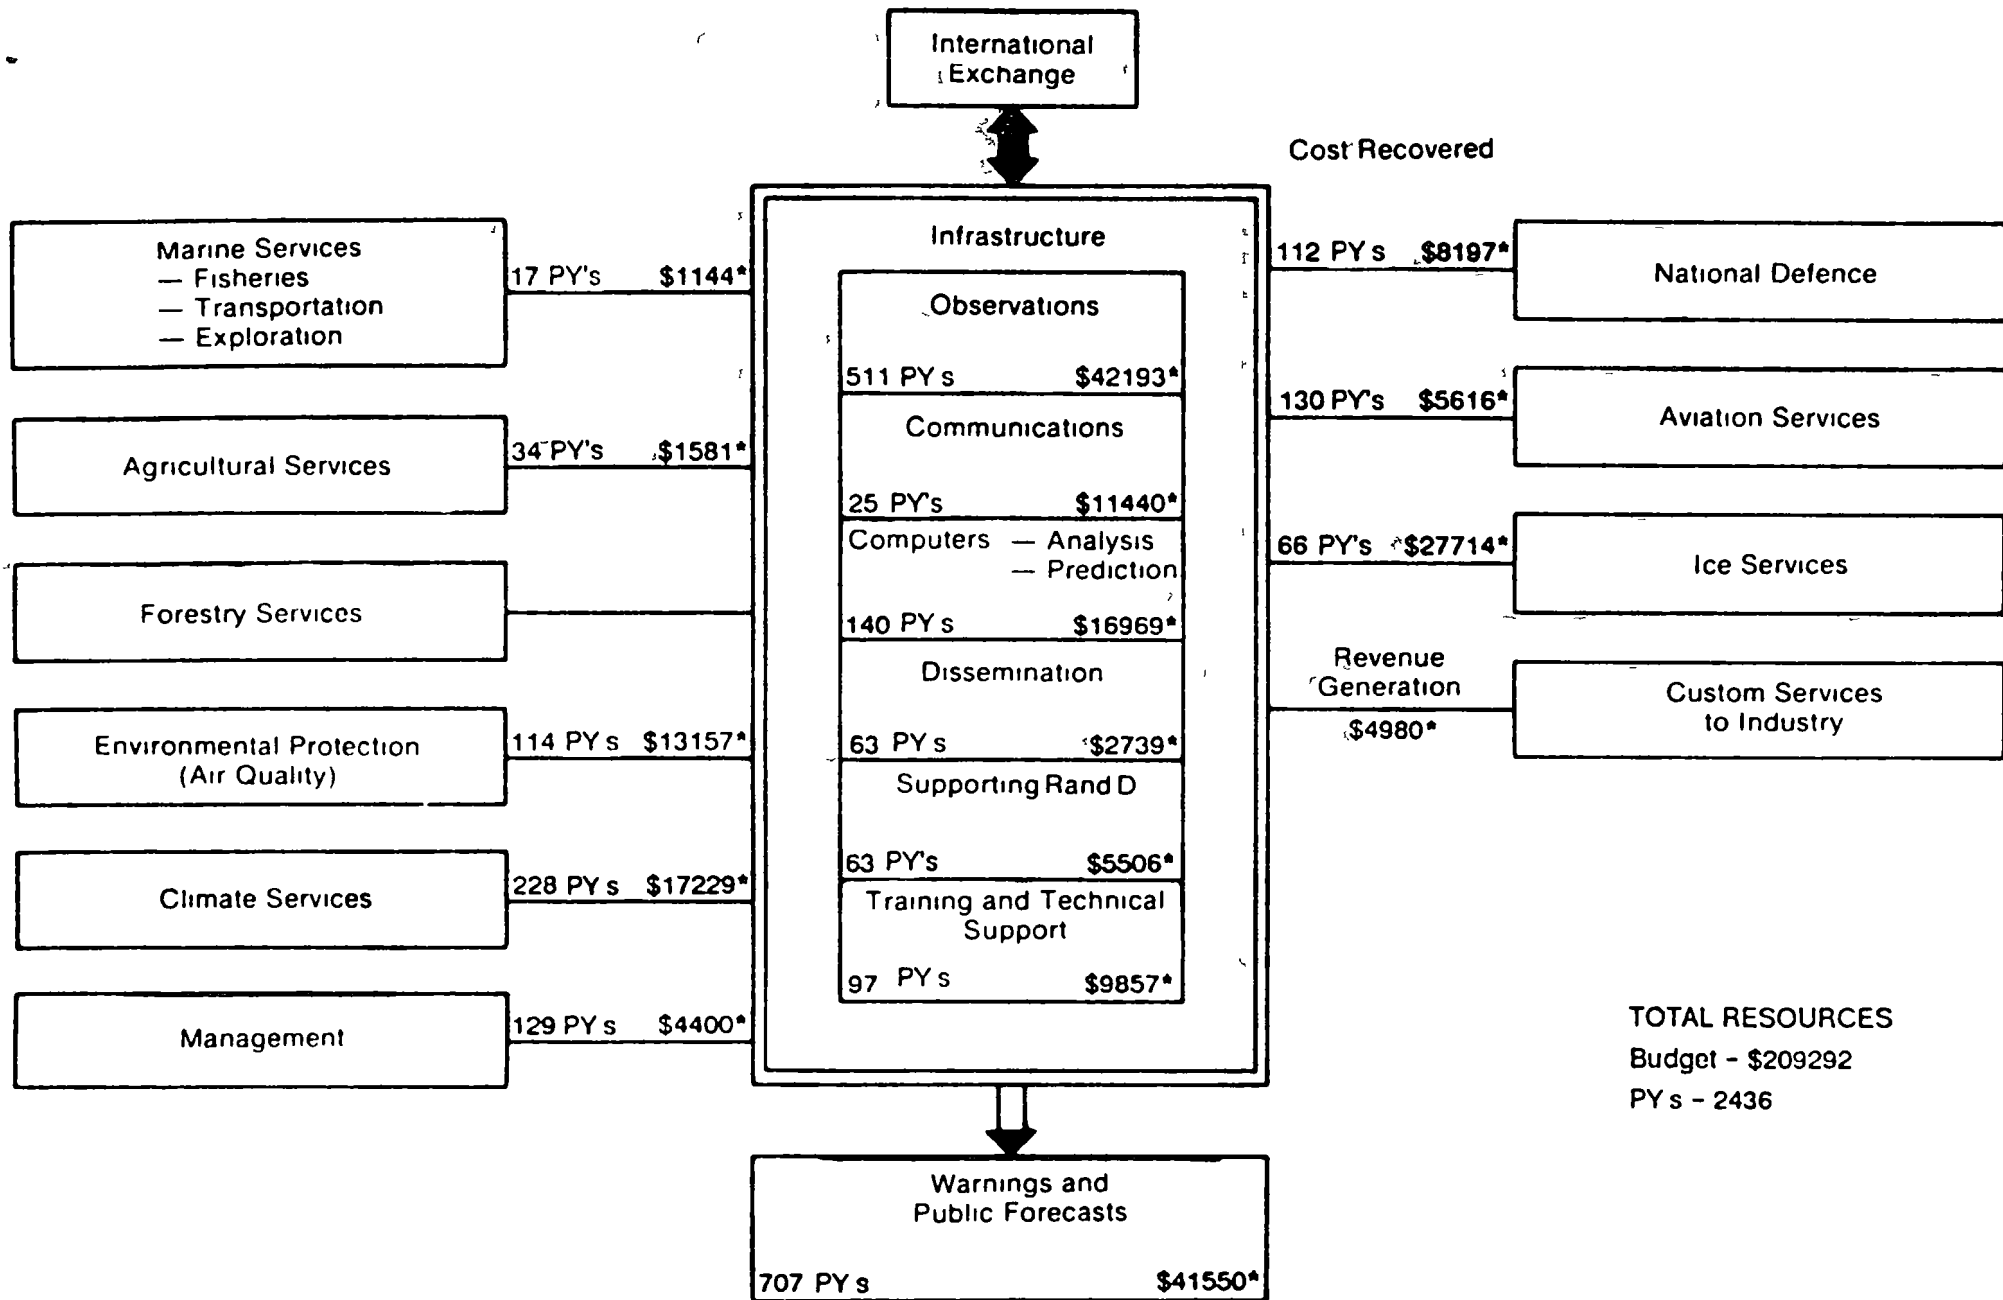 International
Exchange
Cost Recovered
Marine Services
— Fisheries
— Transportation
— Exploration
17 PY's $1144*
Agricultural Services
34 PY's $1581*
Forestry Services
Environmental Protection
(Air Quality)
114 PY s $13157*
Climate Services
228 PY s $17229*
Management
129 PY s $4400*
Infrastructure
Observations
511 PY s $42193*
Communications
25 PY's $11440*
Computers — Analysis
— Prediction
140 PY s $16969*
Dissemination
63 PY s $2739*
Supporting Rand D
63 PY's $5506*
Training and Technical
Support
97 PY s $9857*
112 PY s $8197*
National Defence
130 PY's $5616*
Aviation Services
66 PY's $27714*
Ice Services
Revenue
Generation
$4980*
Custom Services
to Industry
TOTAL RESOURCES
Budget - $209292
PY s - 2436
Warnings and
Public Forecasts
707 PY s $41550*